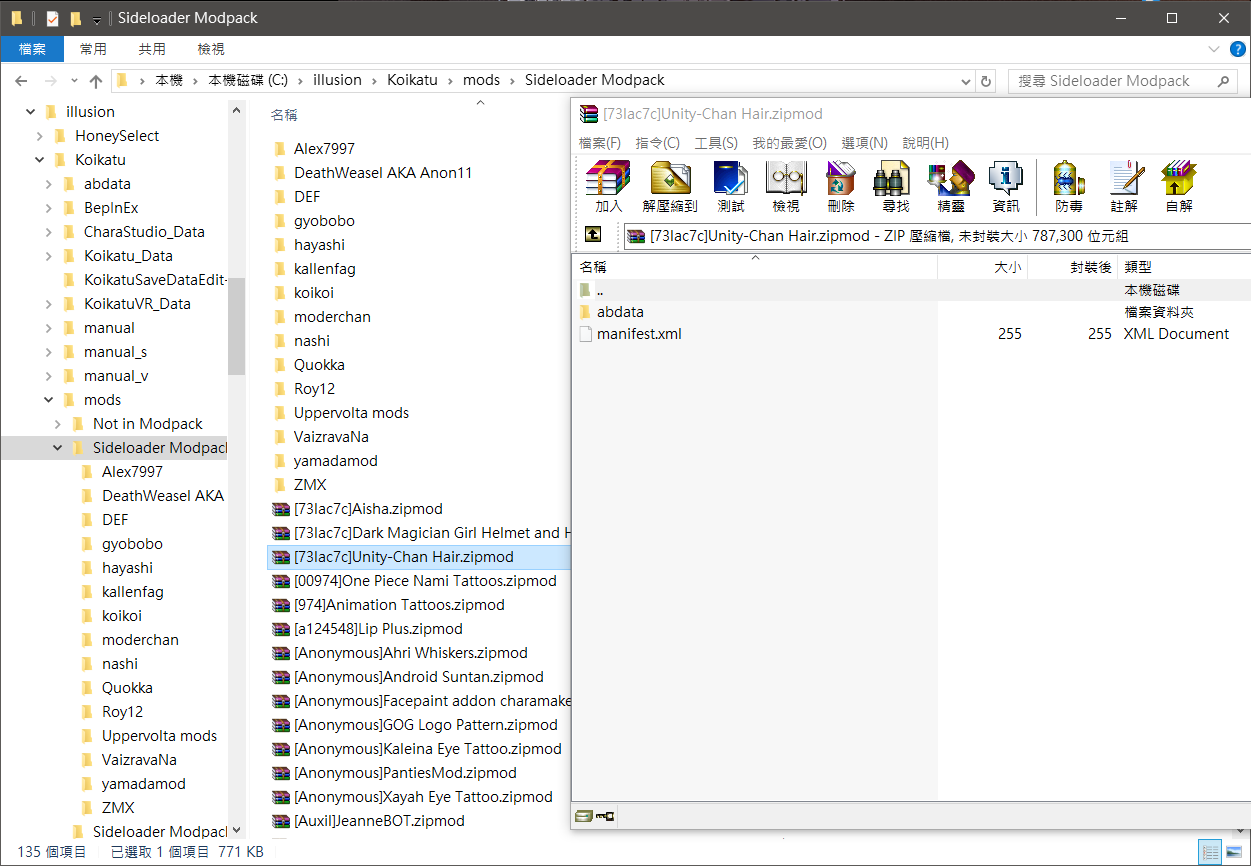 Sideloader Modpack
檔案 常用 共用 檢視
本機 本機磁碟 (C:) illusion Koikatu mods Sideloader Modpack
搜尋 Sideloader Modpack
illusion
HoneySelect
Koikatu
abdata
BepInEx
CharaStudio_Data
Koikatu_Data
KoikatuSaveDataEdit-
KoikatuVR_Data
manual
manual_s
manual_v
mods
Not in Modpack
Sideloader Modpacl
Alex7997
DeathWeasel AKA
DEF
gyobobo
hayashi
kallenfag
koikoi
moderchan
nashi
Quokka
Roy12
Uppervolta mods
VaizravaNa
yamadamod
ZMX
Sideloader Modpacl
名稱
Alex7997
DeathWeasel AKA Anon11
DEF
gyobobo
hayashi
kallenfag
koikoi
moderchan
nashi
Quokka
Roy12
Uppervolta mods
VaizravaNa
yamadamod
ZMX
[73Iac7c]Aisha.zipmod
[73Iac7c]Dark Magician Girl Helmet and H
[73Iac7c]Unity-Chan Hair.zipmod
[00974]One Piece Nami Tattoos.zipmod
[974]Animation Tattoos.zipmod
[a124548]Lip Plus.zipmod
[Anonymous]Ahri Whiskers.zipmod
[Anonymous]Android Suntan.zipmod
[Anonymous]Facepaint addon charamake
[Anonymous]GOG Logo Pattern.zipmod
[Anonymous]Kaleina Eye Tattoo.zipmod
[Anonymous]PantiesMod.zipmod
[Anonymous]Xayah Eye Tattoo.zipmod
[Auxil]JeanneBOT.zipmod
[73Iac7c]Unity-Chan Hair.zipmod
檔案(F) 指令(C) 工具(S) 我的最愛(O) 選項(N) 說明(H)
加入 解壓縮到 測試 檢視 刪除 尋找 精靈 資訊 防毒 註解 自解
[73Iac7c]Unity-Chan Hair.zipmod - ZIP 壓縮檔, 未封裝大小 787,300 位元組
名稱 大小 封裝後 類型
.. 本機磁碟
abdata 檔案資料夾
manifest.xml 255 255 XML Document
135 個項目 已選取 1 個項目 771 KB